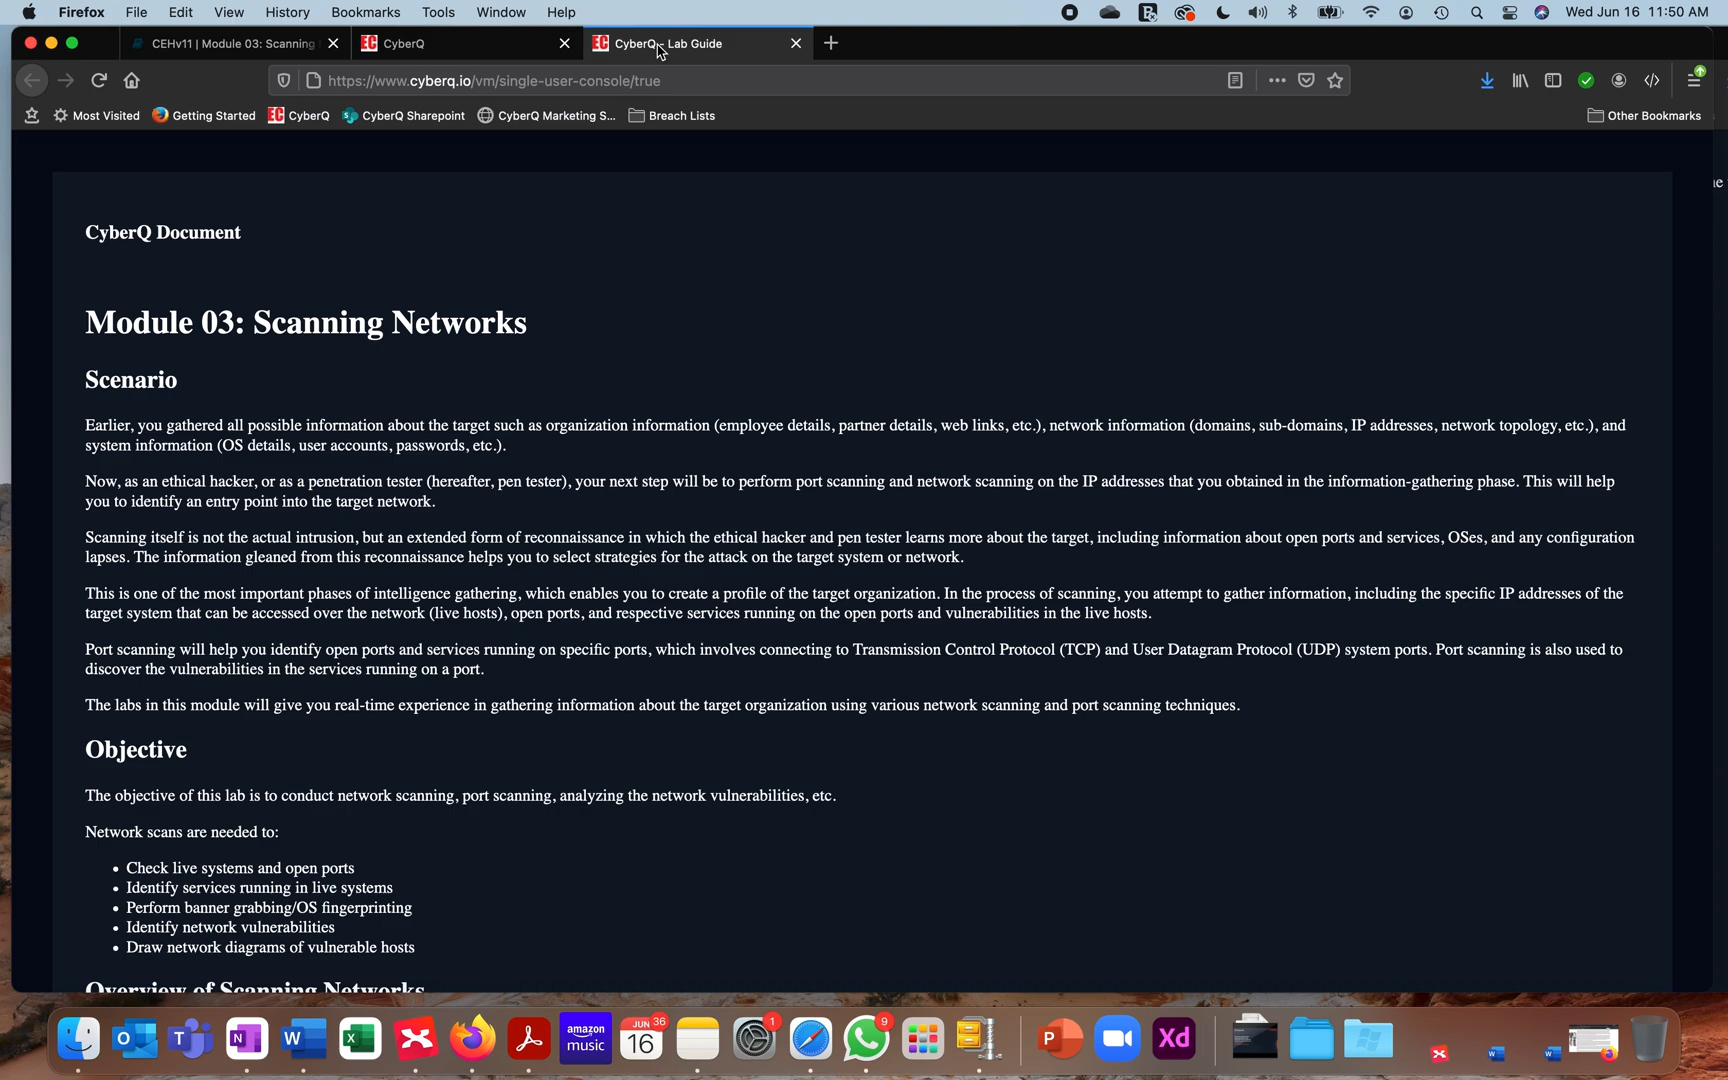 Firefox File Edit View History Bookmarks Tools Window Help Wed Jun 16 11:50 AM
CEHv11 | Module 03: Scanning CyberQ CyberQ - Lab Guide
https://www.cyberq.io/vm/single-user-console/true
Most Visited Getting Started CyberQ CyberQ Sharepoint CyberQ Marketing S... Breach Lists Other Bookmarks
CyberQ Document
Module 03: Scanning Networks
Scenario
Earlier, you gathered all possible information about the target such as organization information (employee details, partner details, web links, etc.), network information (domains, sub-domains, IP addresses, network topology, etc.), and
system information (OS details, user accounts, passwords, etc.).
Now, as an ethical hacker, or as a penetration tester (hereafter, pen tester), your next step will be to perform port scanning and network scanning on the IP addresses that you obtained in the information-gathering phase. This will help
you to identify an entry point into the target network.
Scanning itself is not the actual intrusion, but an extended form of reconnaissance in which the ethical hacker and pen tester learns more about the target, including information about open ports and services, OSes, and any configuration
lapses. The information gleaned from this reconnaissance helps you to select strategies for the attack on the target system or network.
This is one of the most important phases of intelligence gathering, which enables you to create a profile of the target organization. In the process of scanning, you attempt to gather information, including the specific IP addresses of the
target system that can be accessed over the network (live hosts), open ports, and respective services running on the open ports and vulnerabilities in the live hosts.
Port scanning will help you identify open ports and services running on specific ports, which involves connecting to Transmission Control Protocol (TCP) and User Datagram Protocol (UDP) system ports. Port scanning is also used to
discover the vulnerabilities in the services running on a port.
The labs in this module will give you real-time experience in gathering information about the target organization using various network scanning and port scanning techniques.
Objective
The objective of this lab is to conduct network scanning, port scanning, analyzing the network vulnerabilities, etc.
Network scans are needed to:
• Check live systems and open ports
• Identify services running in live systems
• Perform banner grabbing/OS fingerprinting
• Identify network vulnerabilities
• Draw network diagrams of vulnerable hosts
Overview of Scanning Networks
amazon
music
JUN 36
16
1
9
Xd